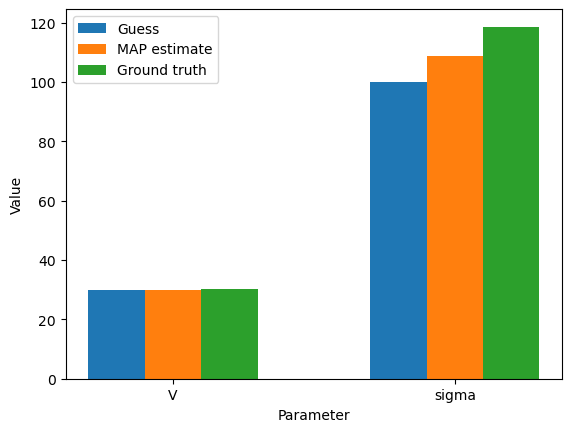 Guess
MAP estimate
Ground truth
Value
120
100
80
60
40
20
0
V
sigma
Parameter